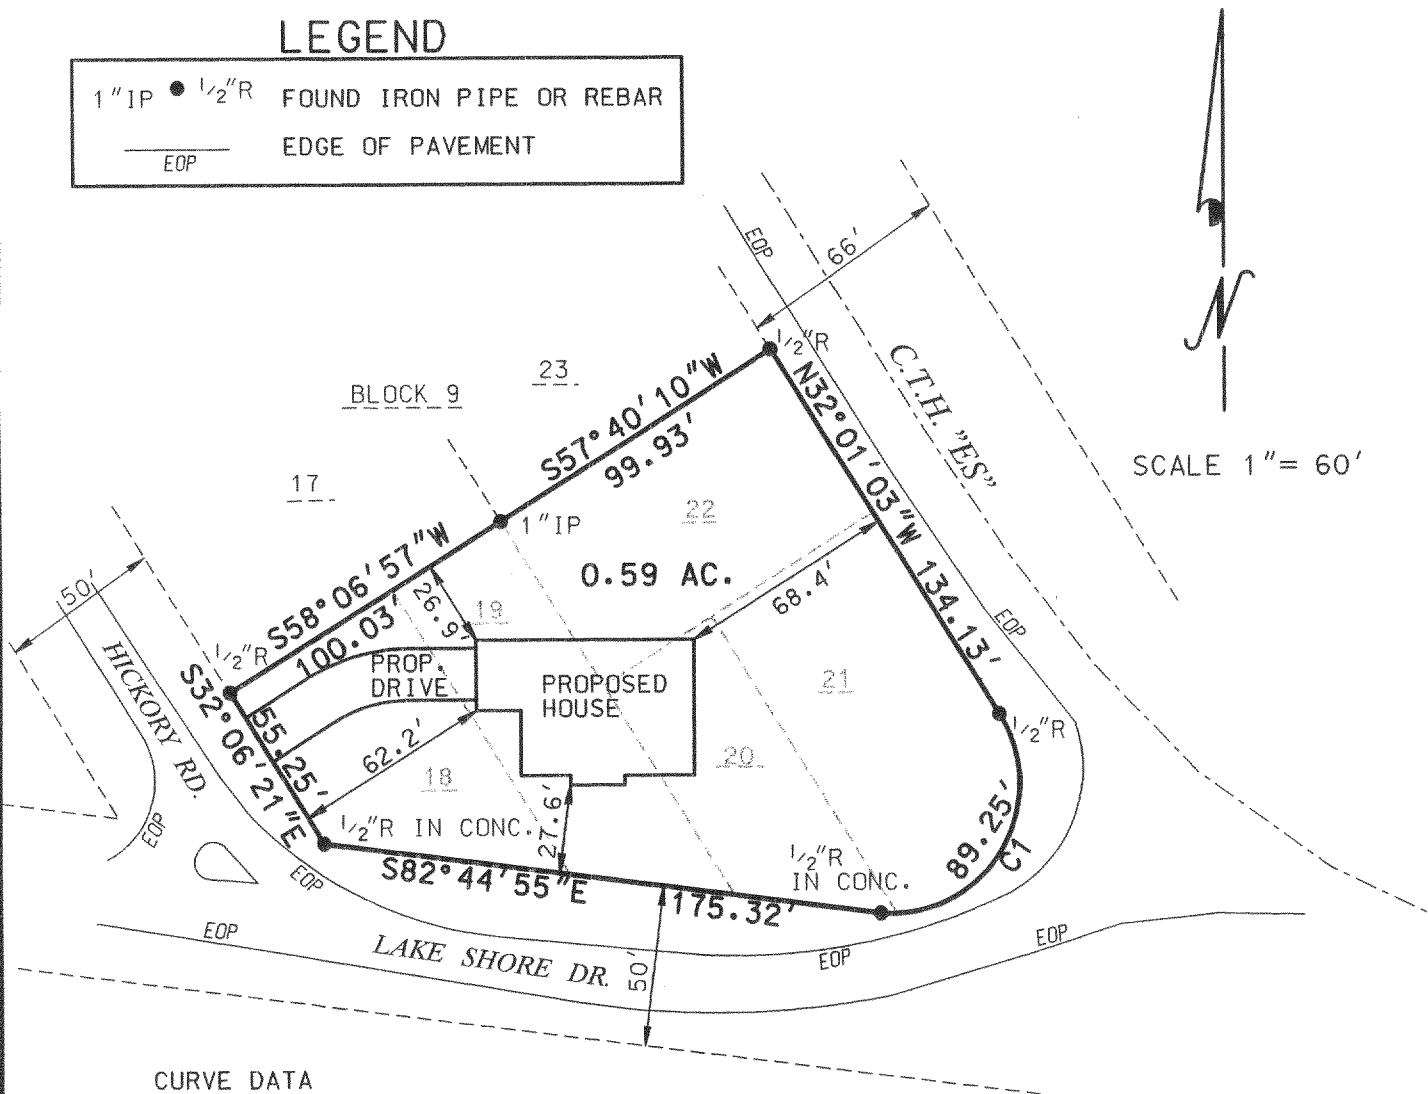 LEGEND
1"IP ● 1/2"R FOUND IRON PIPE OR REBAR
EOP EDGE OF PAVEMENT
EOP
66'
1/2"R
23
BLOCK 9
S57°40'10"W
99.93'
N32°01'03"W 134.13'
C.T.H. "ES"
SCALE 1"= 60'
N
17
1"IP
22
0.59 AC.
S58°06'57"W
100.03'
26.9'
19
68.4'
50'
HICKORY RD.
1/2"R
PROP.
DRIVE
PROPOSED
HOUSE
21
EOP
1/2"R
S32°06'21"E
55.25'
62.2'
18
20
27.6'
1/2"R IN CONC.
EOP
EOP
S82°44'55"E
175.32'
1/2"R
IN CONC.
89.25'
C1
EOP
LAKE SHORE DR.
50'
EOP
EOP
CURVE DATA